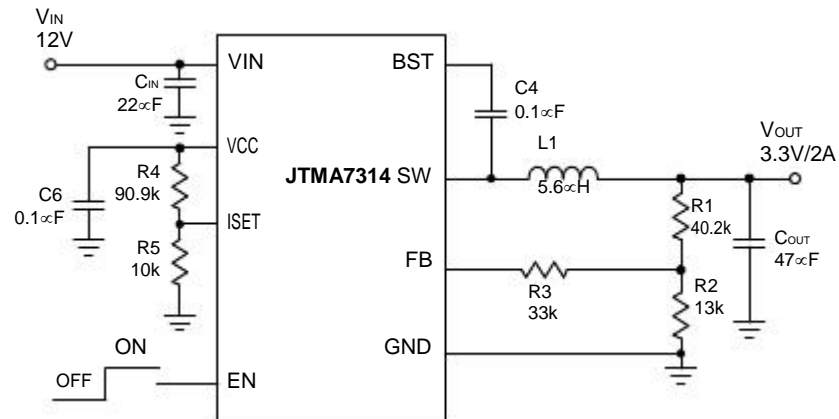 VIN
12V
VIN
BST
CIN
22∝F
C4
0.1∝F
VCC
L1
VOUT
3.3V/2A
R4
90.9k
JTMA7314 SW
5.6∝H
C6
0.1∝F
R1
40.2k
ISET
COUT
47∝F
R5
10k
FB
R3
33k
R2
13k
ON
GND
OFF
EN